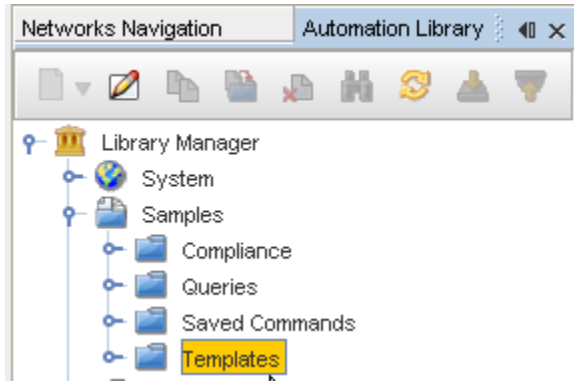 Networks Navigation Automation Library
Library Manager
System
Samples
Compliance
Queries
Saved Commands
Templates